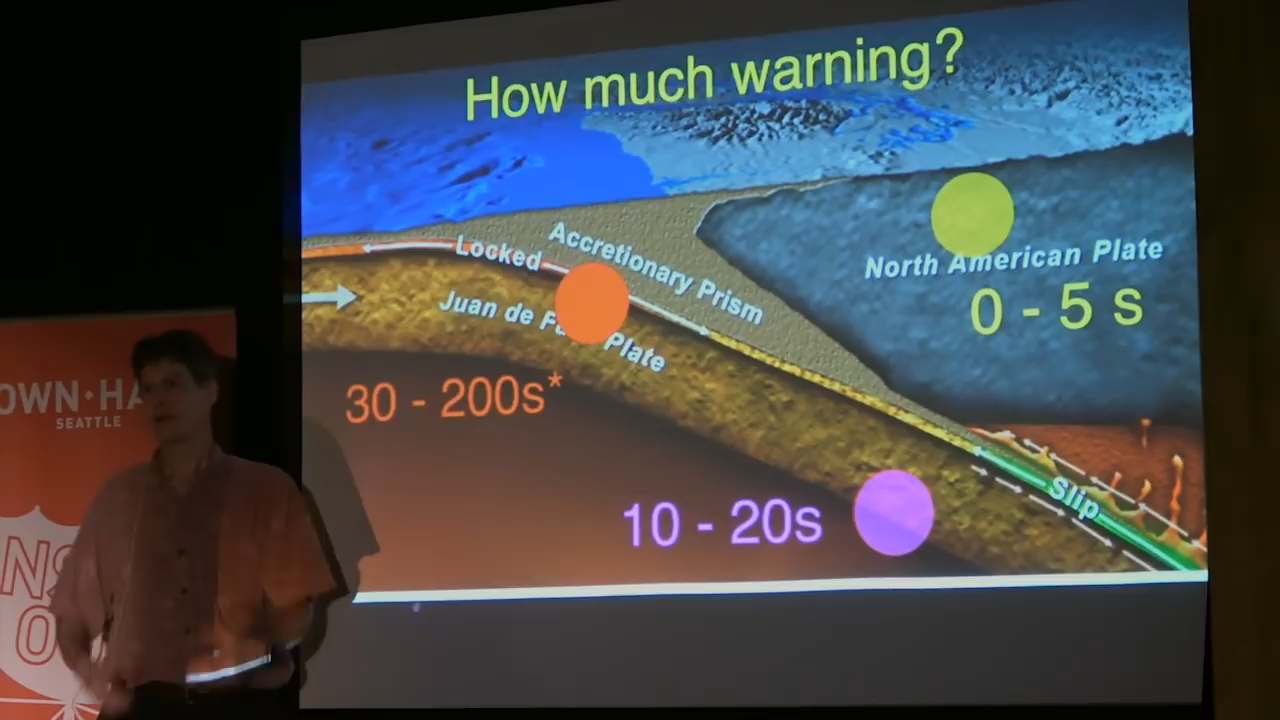 How much warning?
Accretionary Prism
Locked
North American Plate
Juan de Plate
0 - 5 s
30 - 200s*
Slip
10 - 20s
OWN·HA
SEATTLE
NS
O